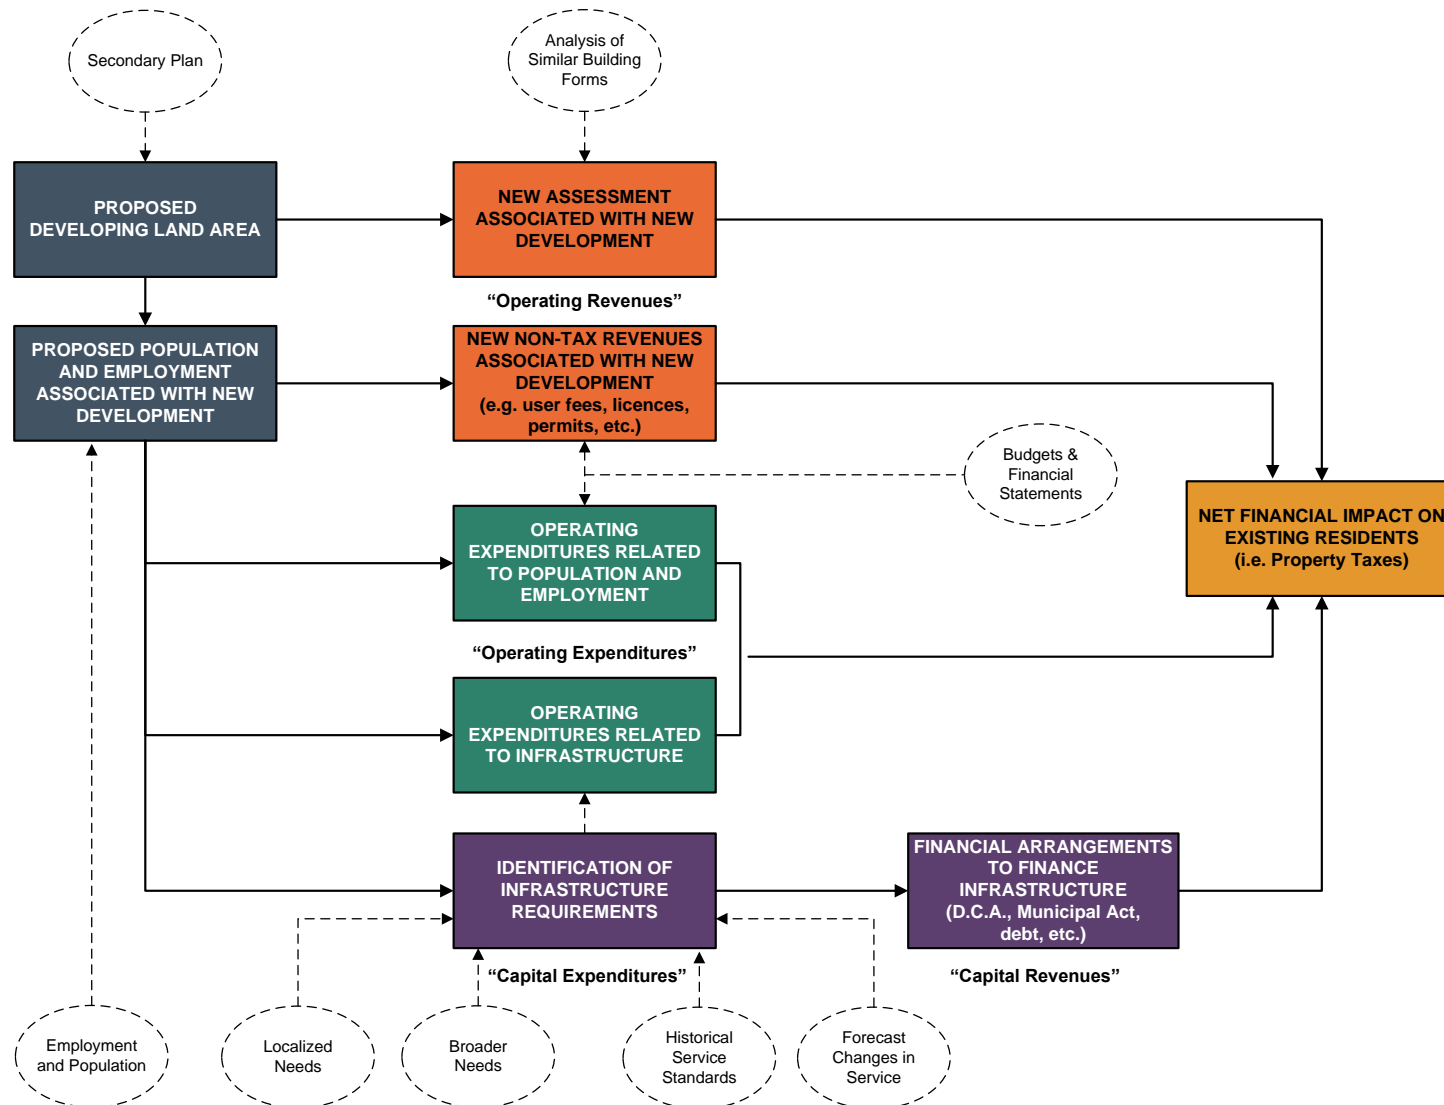 Secondary Plan
Analysis of
Similar Building
Forms
PROPOSED
DEVELOPING LAND AREA
NEW ASSESSMENT
ASSOCIATED WITH NEW
DEVELOPMENT
“Operating Revenues”
PROPOSED POPULATION
AND EMPLOYMENT
ASSOCIATED WITH NEW
DEVELOPMENT
NEW NON-TAX REVENUES
ASSOCIATED WITH NEW
DEVELOPMENT
(e.g. user fees, licences,
permits, etc.)
Budgets &
Financial
Statements
NET FINANCIAL IMPACT ON
EXISTING RESIDENTS
(i.e. Property Taxes)
OPERATING
EXPENDITURES RELATED
TO POPULATION AND
EMPLOYMENT
“Operating Expenditures”
OPERATING
EXPENDITURES RELATED
TO INFRASTRUCTURE
IDENTIFICATION OF
INFRASTRUCTURE
REQUIREMENTS
FINANCIAL ARRANGEMENTS
TO FINANCE
INFRASTRUCTURE
(D.C.A., Municipal Act,
debt, etc.)
“Capital Expenditures”
“Capital Revenues”
Employment
and Population
Localized
Needs
Broader
Needs
Historical
Service
Standards
Forecast
Changes in
Service